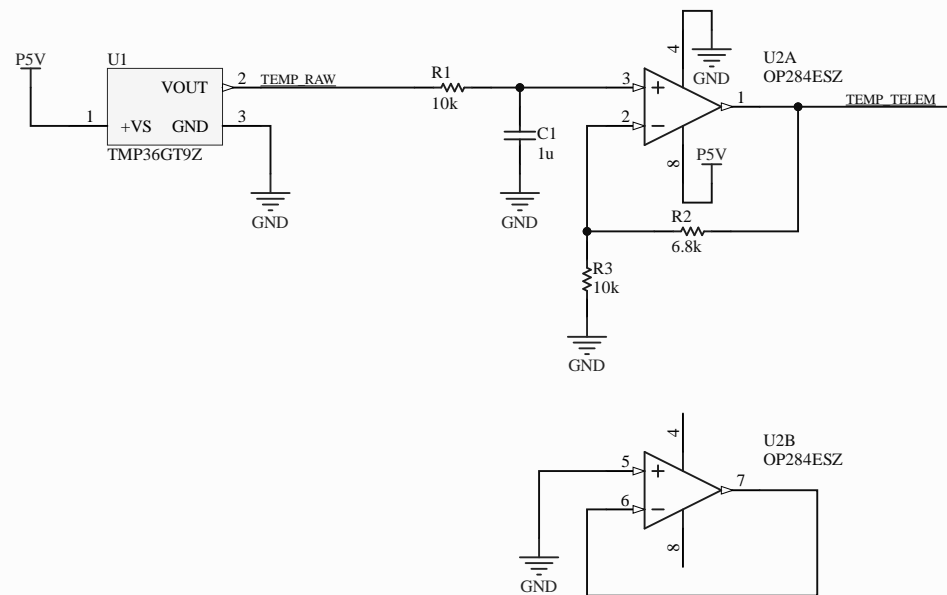 P5V
U1
VOUT
2
TEMP_RAW
1
+VS
GND
3
TMP36GT9Z
GND
R1
10k
C1
1u
GND
4
GND
U2A
OP284ESZ
3
+
2
−
1
TEMP_TELEM
8
P5V
R2
6.8k
R3
10k
GND
4
U2B
OP284ESZ
5
+
6
−
7
8
GND